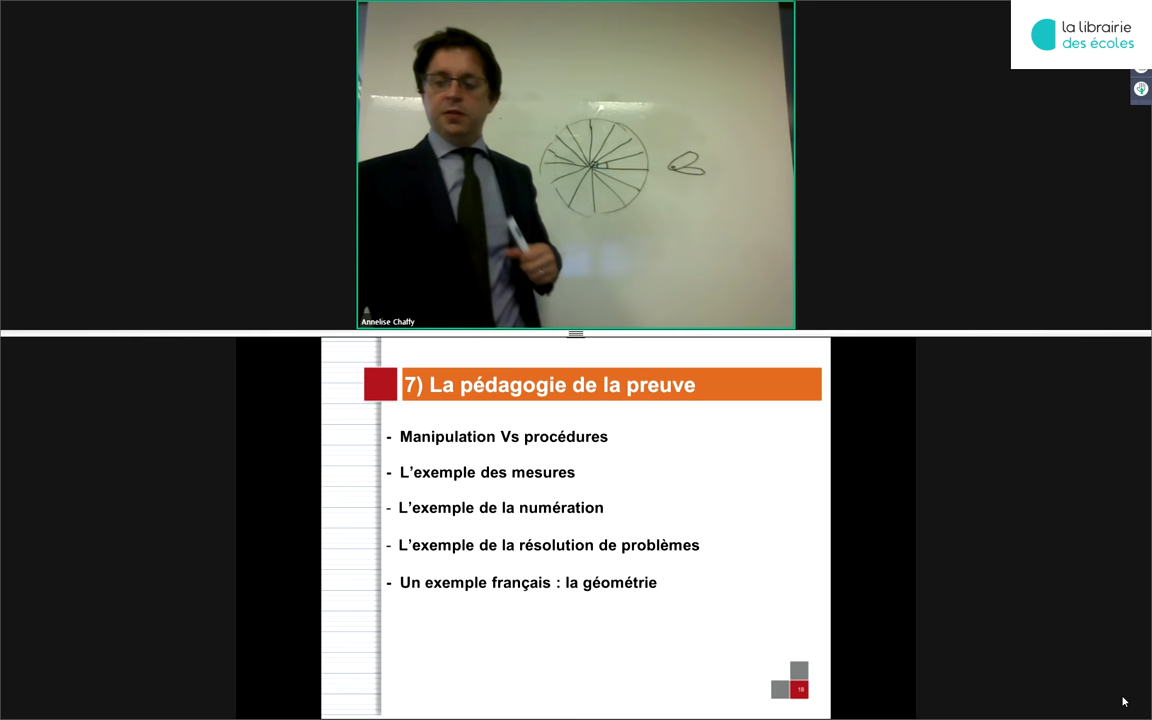 la librairie
des écoles
Annelise Chaffy
7) La pédagogie de la preuve
- Manipulation Vs procédures
- L'exemple des mesures
- L'exemple de la numération
- L'exemple de la résolution de problèmes
- Un exemple français : la géométrie
18